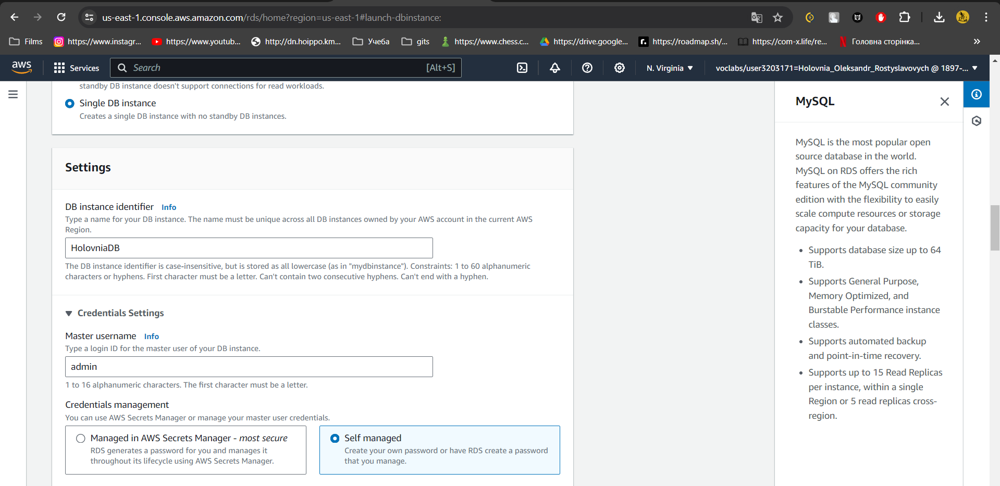 us-east-1.console.aws.amazon.com/rds/home?region=us-east-1#launch-dbinstance:
Films
https://www.instagr...
https://www.youtub...
http://dn.hoippo.km...
Учеба
gits
https://www.chess.c...
https://drive.google...
https://roadmap.sh/...
https://com-x.life/re...
Головна сторінка...
aws
Services
Search
[Alt+S]
N. Virginia
voclabs/user3203171=Holovnia_Oleksandr_Rostyslavovych @ 1897-...
standby DB instance doesn't support connections for read workloads.
Single DB instance
Creates a single DB instance with no standby DB instances.
Settings
DB instance identifier Info
Type a name for your DB instance. The name must be unique across all DB instances owned by your AWS account in the current AWS
Region.
HolovniaDB
The DB instance identifier is case-insensitive, but is stored as all lowercase (as in "mydbinstance"). Constraints: 1 to 60 alphanumeric
characters or hyphens. First character must be a letter. Can't contain two consecutive hyphens. Can't end with a hyphen.
Credentials Settings
Master username Info
Type a login ID for the master user of your DB instance.
admin
1 to 16 alphanumeric characters. The first character must be a letter.
Credentials management
You can use AWS Secrets Manager or manage your master user credentials.
Managed in AWS Secrets Manager - most secure
RDS generates a password for you and manages it
throughout its lifecycle using AWS Secrets Manager.
Self managed
Create your own password or have RDS create a password
that you manage.
MySQL
MySQL is the most popular open
source database in the world.
MySQL on RDS offers the rich
features of the MySQL community
edition with the flexibility to easily
scale compute resources or storage
capacity for your database.
Supports database size up to 64
TiB.
Supports General Purpose,
Memory Optimized, and
Burstable Performance instance
classes.
Supports automated backup
and point-in-time recovery.
Supports up to 15 Read Replicas
per instance, within a single
Region or 5 read replicas cross-
region.